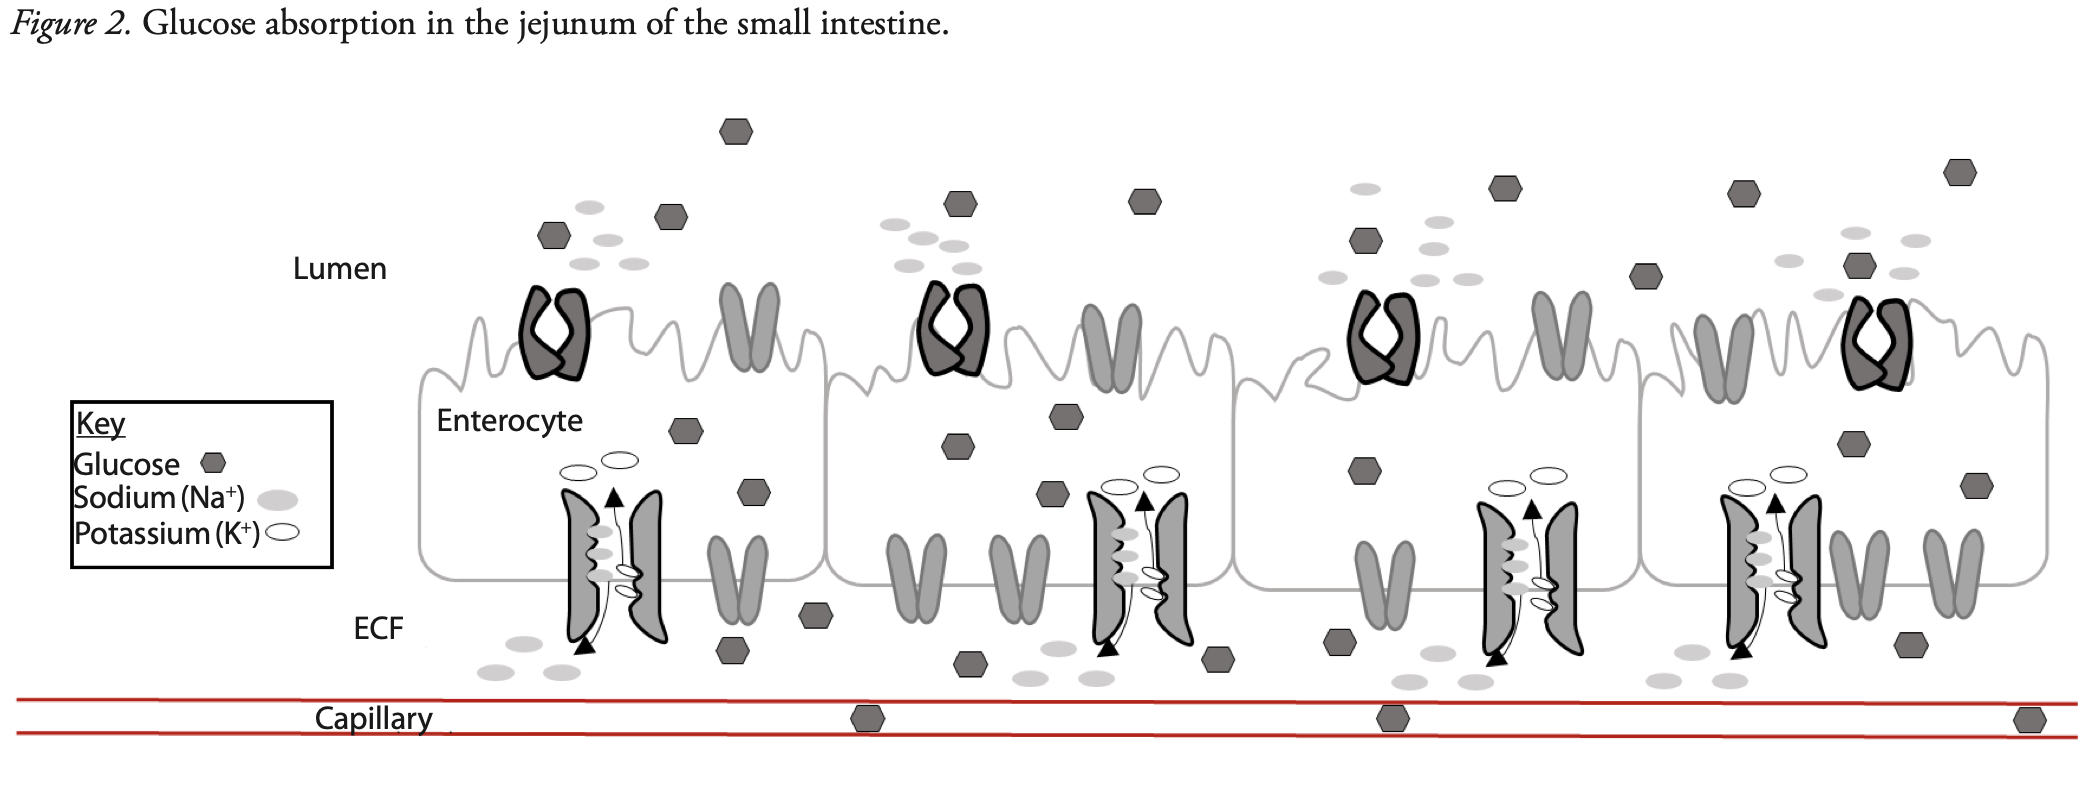 Figure 2. Glucose absorption in the jejunum of the small intestine.
Lumen
Enterocyte
Key
Glucose
Sodium (Na⁺)
Potassium (K⁺)
ECF
Capillary